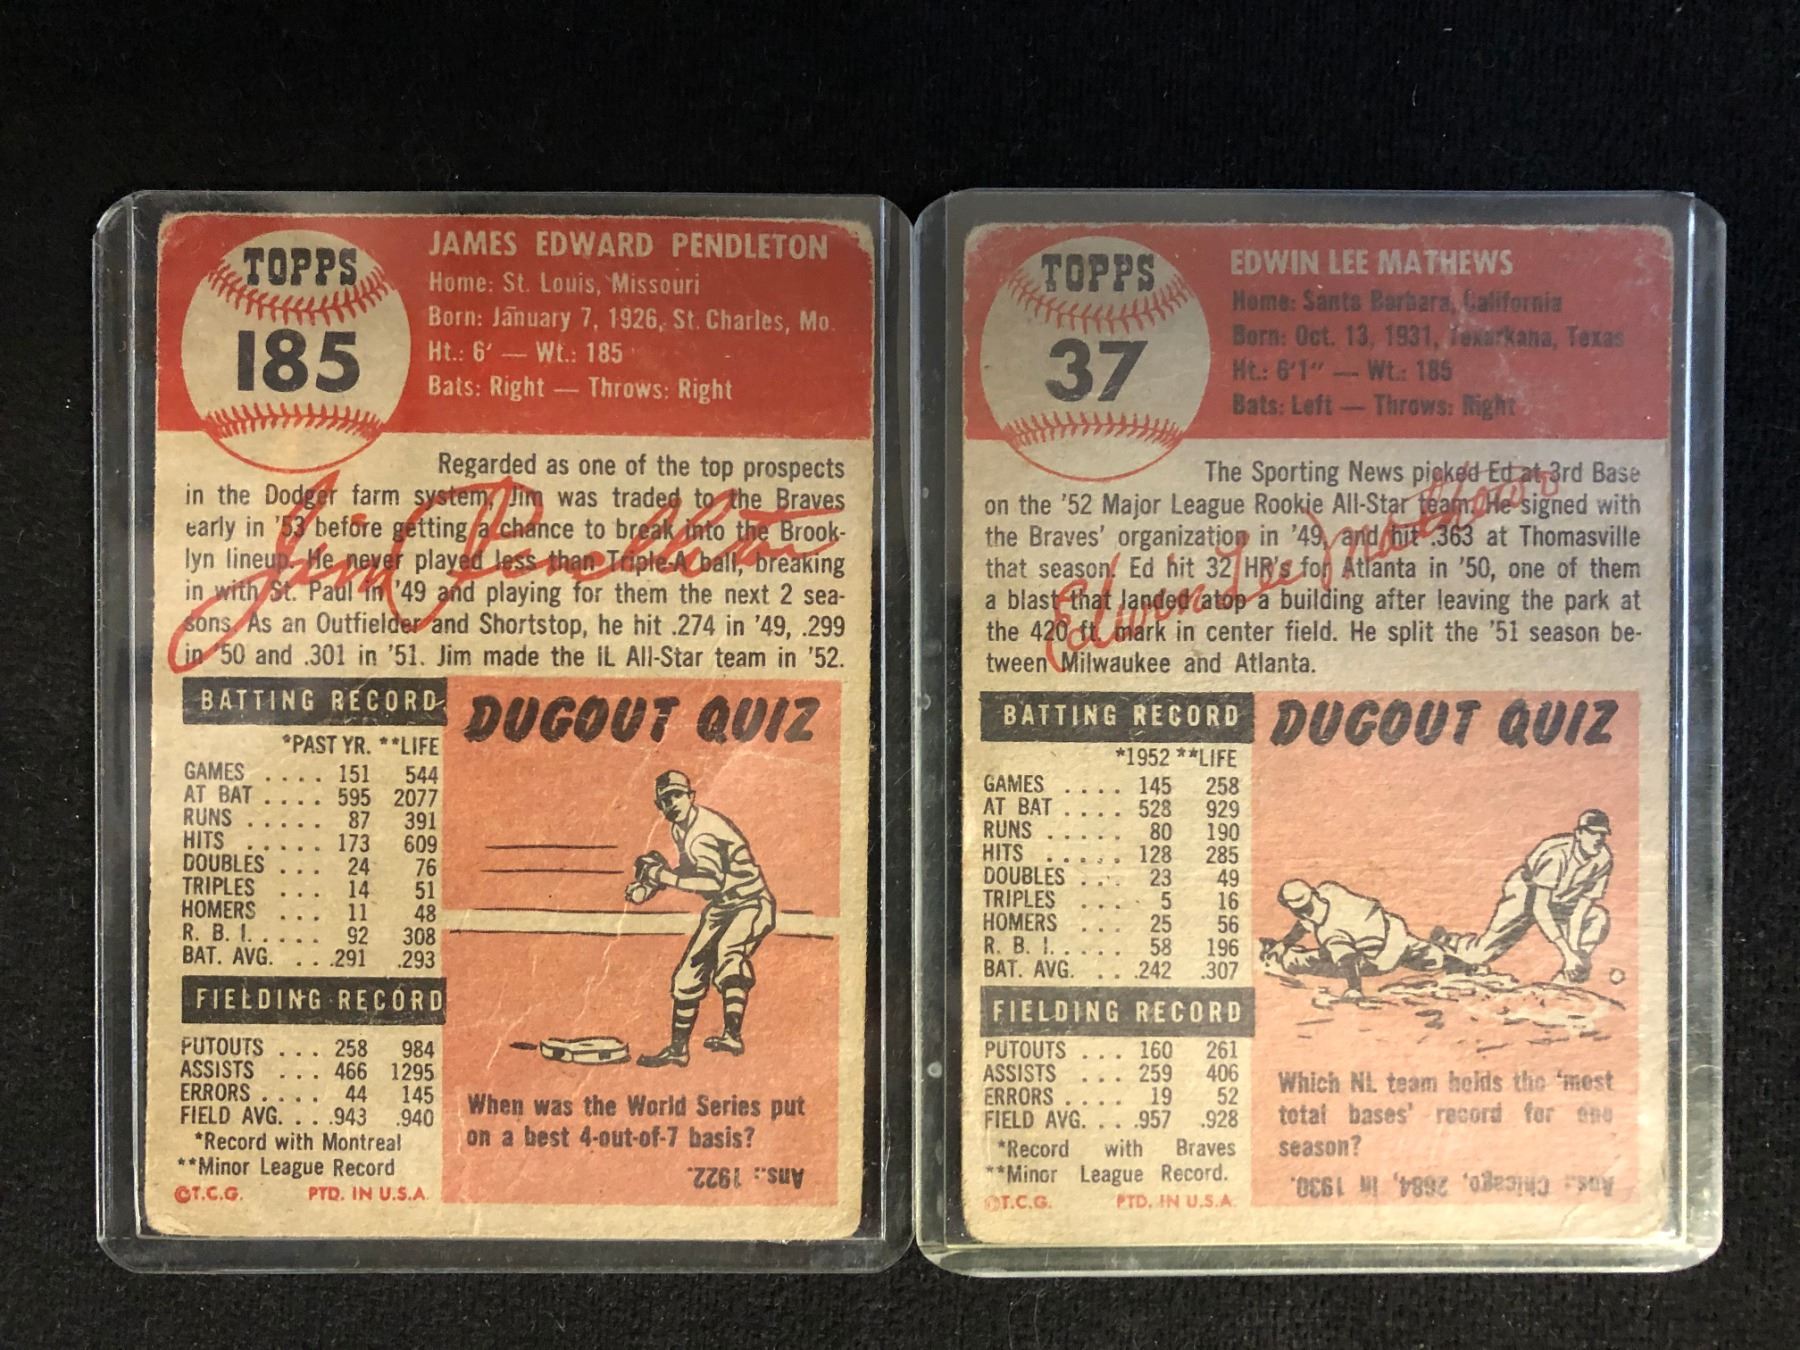 TOPPS
185
JAMES EDWARD PENDLETON
Home: St. Louis, Missouri
Born: January 7, 1926, St. Charles, Mo.
Ht.: 6' — Wt.: 185
Bats: Right — Throws: Right
Regarded as one of the top prospects
in the Dodger farm system, Jim was traded to the Braves
early in '53 before getting a chance to break into the Brook-
lyn lineup. He never played less than Triple-A ball, breaking
in with St. Paul in '49 and playing for them the next 2 sea-
sons. As an Outfielder and Shortstop, he hit .274 in '49, .299
in '50 and .301 in '51. Jim made the IL All-Star team in '52.
Jim Pendleton
BATTING RECORD
*PAST YR. **LIFE
GAMES .... 151 544
AT BAT .... 595 2077
RUNS ..... 87 391
HITS ..... 173 609
DOUBLES ... 24 76
TRIPLES ... 14 51
HOMERS ... 11 48
R. B. I. .... 92 308
BAT. AVG. ...291 .293
FIELDING RECORD
PUTOUTS ... 258 984
ASSISTS ... 466 1295
ERRORS .... 44 145
FIELD AVG. ...943 .940
*Record with Montreal
**Minor League Record
©T.C.G. PTD. IN U.S.A.
DUGOUT QUIZ
When was the World Series put
on a best 4-out-of-7 basis?
Ans.: 1922.
TOPPS
37
EDWIN LEE MATHEWS
Home: Santa Barbara, California
Born: Oct. 13, 1931, Texarkana, Texas
Ht.: 6'1" — Wt.: 185
Bats: Left — Throws: Right
The Sporting News picked Ed at 3rd Base
on the '52 Major League Rookie All-Star team. He signed with
the Braves' organization in '49, and hit .363 at Thomasville
that season. Ed hit 32 HR's for Atlanta in '50, one of them
a blast that landed atop a building after leaving the park at
the 420 ft. mark in center field. He split the '51 season be-
tween Milwaukee and Atlanta.
Edwin Lee Mathews
BATTING RECORD
*1952 **LIFE
GAMES .... 145 258
AT BAT .... 528 929
RUNS ..... 80 190
HITS ..... 128 285
DOUBLES ... 23 49
TRIPLES .... 5 16
HOMERS ... 25 56
R. B. I. .... 58 196
BAT. AVG. ...242 .307
FIELDING RECORD
PUTOUTS ... 160 261
ASSISTS ... 259 406
ERRORS .... 19 52
FIELD AVG. ...957 .928
*Record with Braves
**Minor League Record.
©T.C.G. PTD. IN U.S.A.
DUGOUT QUIZ
Which NL team holds the 'most
total bases' record for one
season?
Ans.: Chicago, 2684, in 1930.